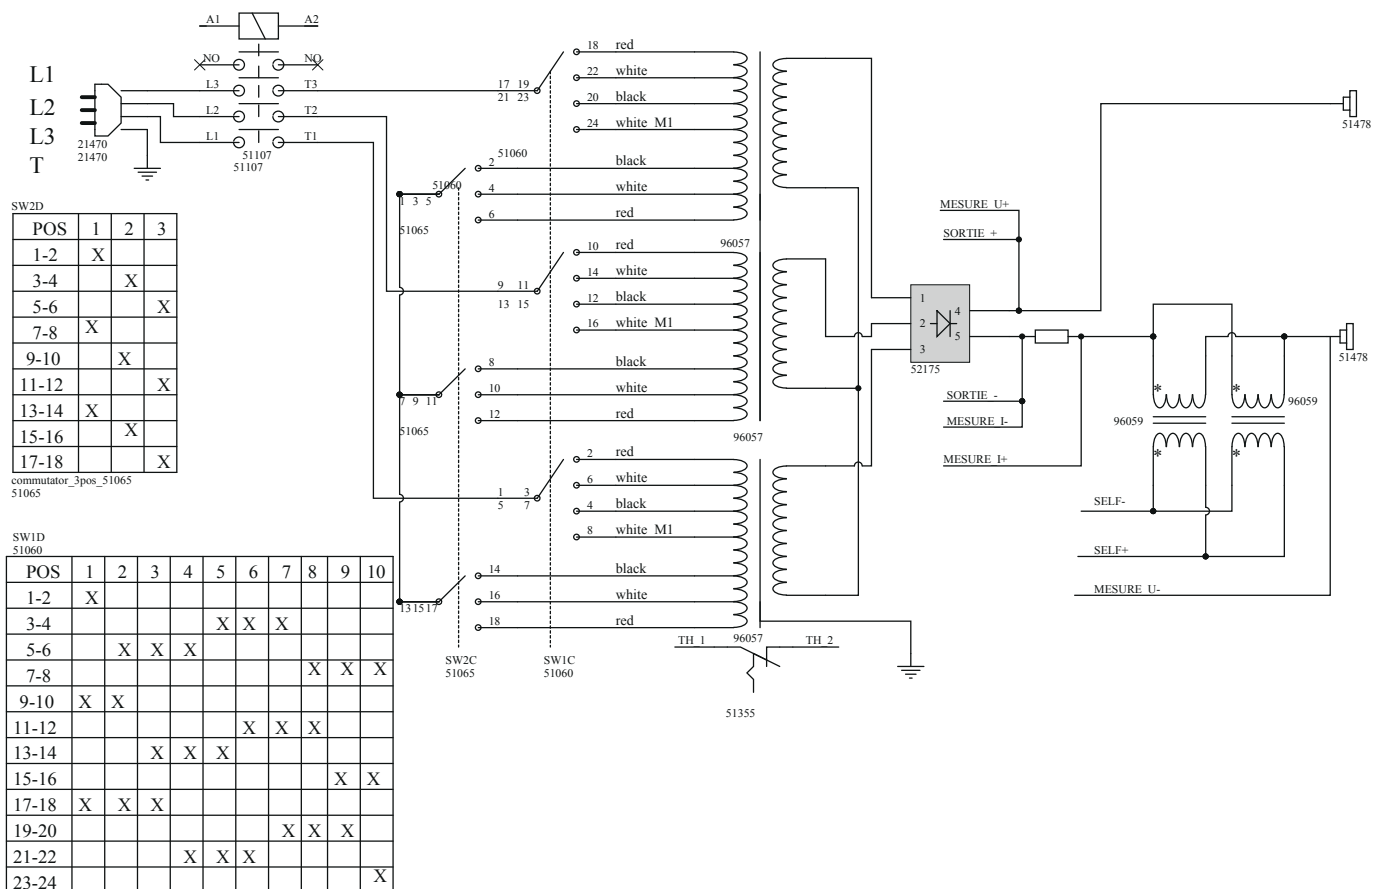 A1 A2
NO NO
L1
L2
L3
T
21470
21470
L3 T3
L2 T2
L1 T1
51107
51107
17 19
21 23
18 red
22 white
20 black
24 white M1
51060
2 black
51060
4 white
1 3 5
6 red
51065
96057
10 red
14 white
9 11
13 15
12 black
16 white M1
8 black
10 white
7 9 11
12 red
51065
96057
2 red
6 white
1 3
5 7
4 black
8 white M1
14 black
16 white
13 15 17
18 red
SW2C
51065
SW1C
51060
TH_1 96057 TH_2
51355
MESURE_U+
SORTIE +
1
2
3
4
5
52175
SORTIE -
MESURE_I-
MESURE_I+
51478
51478
*
*
96059
96059
*
*
SELF-
SELF+
MESURE_U-
SW2D
POS 1 2 3
1-2 X
3-4 X
5-6 X
7-8 X
9-10 X
11-12 X
13-14 X
15-16 X
17-18 X
commutator_3pos_51065
51065
SW1D
51060
POS 1 2 3 4 5 6 7 8 9 10
1-2 X
3-4 X X X
5-6 X X X
7-8 X X X
9-10 X X
11-12 X X X
13-14 X X X
15-16 X X
17-18 X X X
19-20 X X X
21-22 X X X
23-24 X